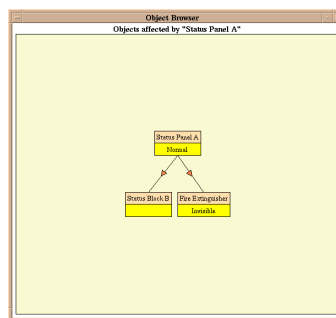 Object Browser
Objects affected by "Status Panel A"
Status Panel A
Normal
Status Block B
Fire Extinguisher
Invisible